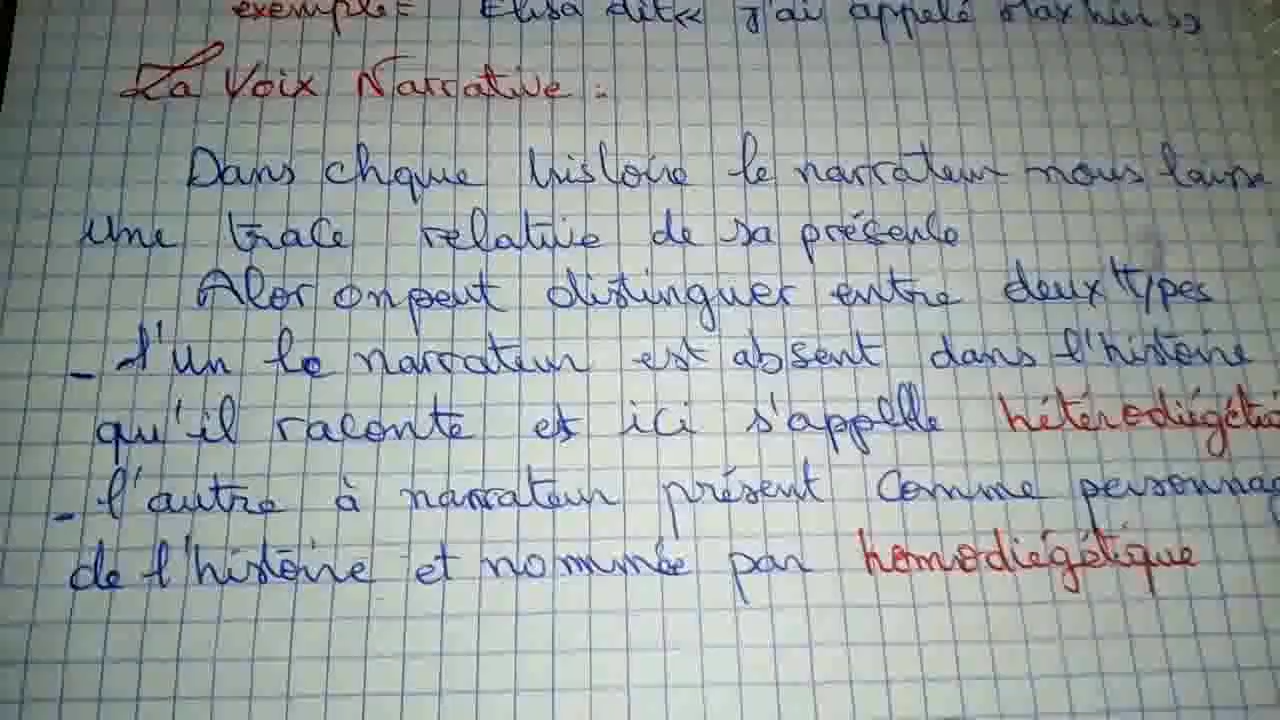 exemple= Elisa dit « J'ai appelé Max hier »
La Voix Narrative :
Dans chque histoire le narrateur nous laisse
une trace relative de sa présente
Alor on peut distinguer entre deux types
- l'un le narrateur est absent dans l'histoire
qu'il raconte et ici s'appelle hétérodiégéti
- l'autre à narrateur présent comme personnag
de l'histoire et nommée par homodiégétique